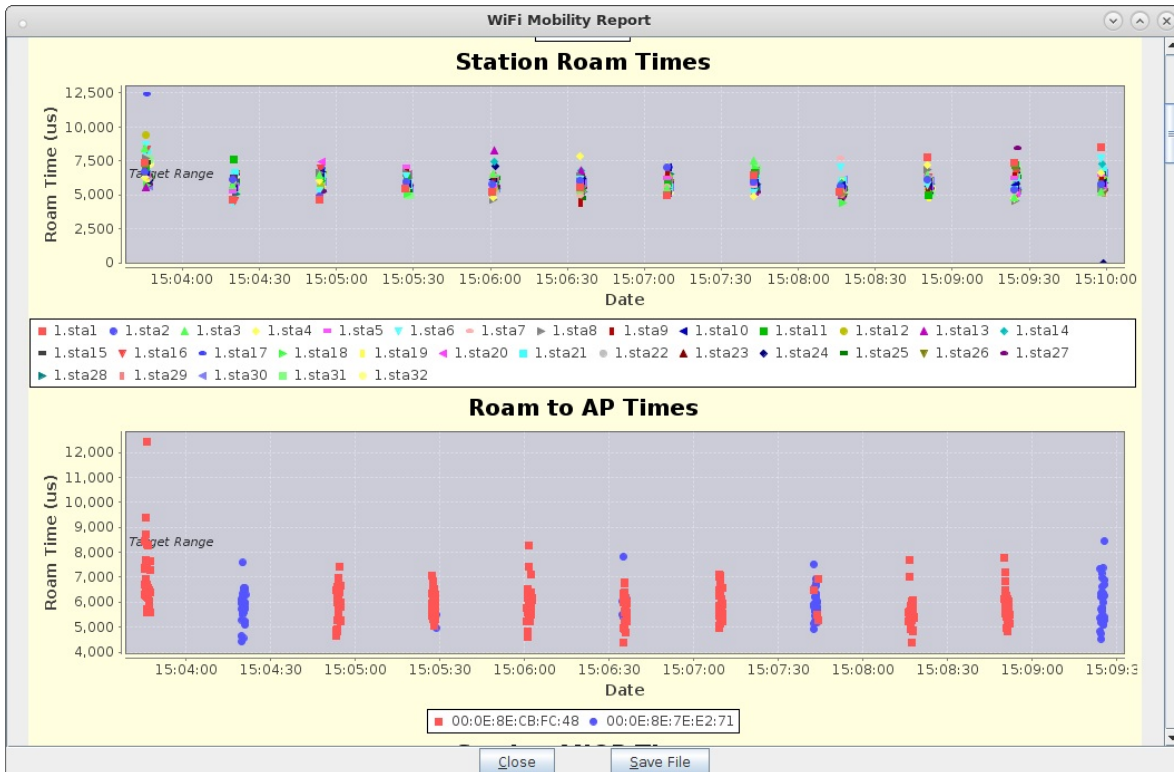 WiFi Mobility Report
Station Roam Times
Roam Time (us)
12,500
10,000
7,500
5,000
2,500
0
Target Range
15:04:00 15:04:30 15:05:00 15:05:30 15:06:00 15:06:30 15:07:00 15:07:30 15:08:00 15:08:30 15:09:00 15:09:30 15:10:00
Date
1.sta1 1.sta2 1.sta3 1.sta4 1.sta5 1.sta6 1.sta7 1.sta8 1.sta9 1.sta10 1.sta11 1.sta12 1.sta13 1.sta14
1.sta15 1.sta16 1.sta17 1.sta18 1.sta19 1.sta20 1.sta21 1.sta22 1.sta23 1.sta24 1.sta25 1.sta26 1.sta27
1.sta28 1.sta29 1.sta30 1.sta31 1.sta32
Roam to AP Times
Roam Time (us)
12,000
11,000
10,000
9,000
8,000
7,000
6,000
5,000
4,000
Target Range
15:04:00 15:04:30 15:05:00 15:05:30 15:06:00 15:06:30 15:07:00 15:07:30 15:08:00 15:08:30 15:09:00
Date
00:0E:8E:CB:FC:48 00:0E:8E:7E:E2:71
Close Save File